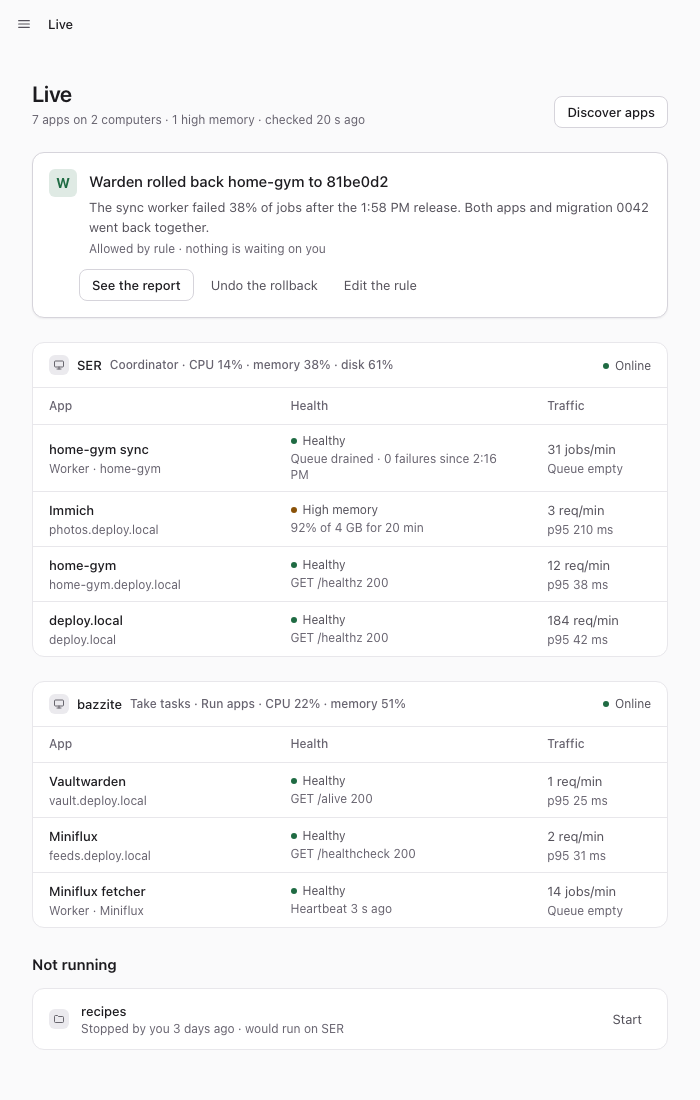 Live
Live
7 apps on 2 computers · 1 high memory · checked 20 s ago
Discover apps
W
Warden rolled back home-gym to 81be0d2
The sync worker failed 38% of jobs after the 1:58 PM release. Both apps and migration 0042
went back together.
Allowed by rule · nothing is waiting on you
See the report Undo the rollback Edit the rule
SER Coordinator · CPU 14% · memory 38% · disk 61% Online
App Health Traffic
home-gym sync
Worker · home-gym
Healthy
Queue drained · 0 failures since 2:16
PM
31 jobs/min
Queue empty
Immich
photos.deploy.local
High memory
92% of 4 GB for 20 min
3 req/min
p95 210 ms
home-gym
home-gym.deploy.local
Healthy
GET /healthz 200
12 req/min
p95 38 ms
deploy.local
deploy.local
Healthy
GET /healthz 200
184 req/min
p95 42 ms
bazzite Take tasks · Run apps · CPU 22% · memory 51% Online
App Health Traffic
Vaultwarden
vault.deploy.local
Healthy
GET /alive 200
1 req/min
p95 25 ms
Miniflux
feeds.deploy.local
Healthy
GET /healthcheck 200
2 req/min
p95 31 ms
Miniflux fetcher
Worker · Miniflux
Healthy
Heartbeat 3 s ago
14 jobs/min
Queue empty
Not running
recipes
Stopped by you 3 days ago · would run on SER
Start